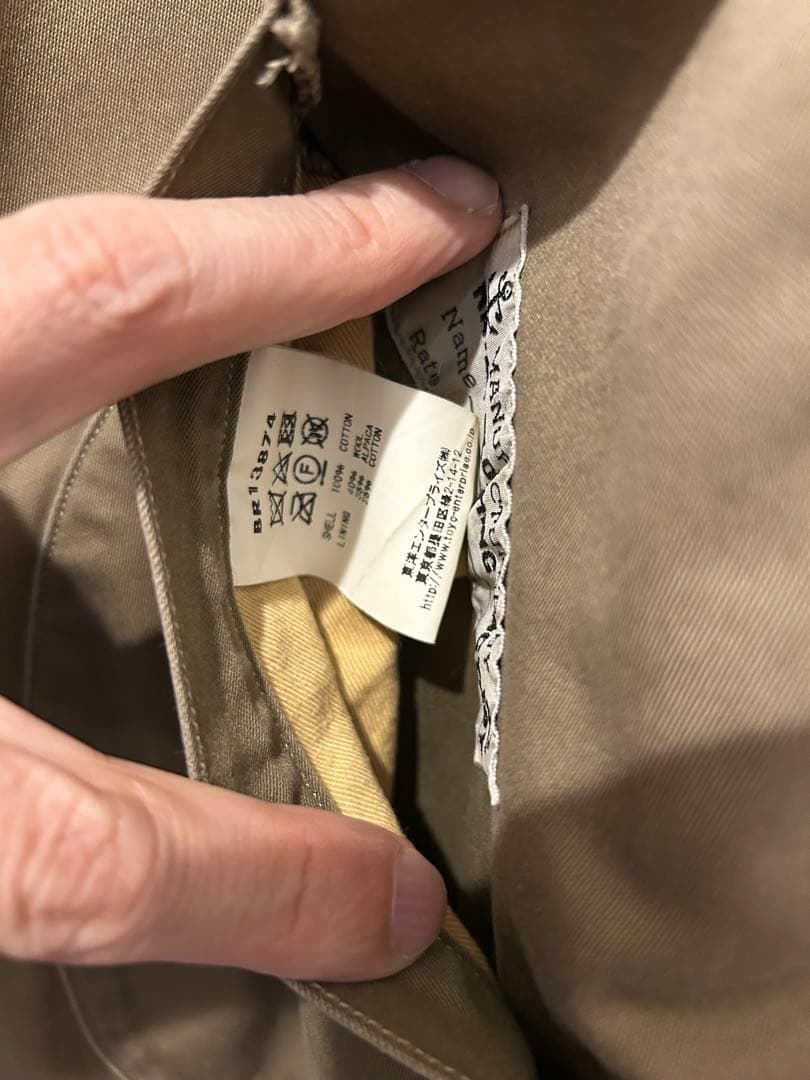 BR13874
F
SHELL 100% COTTON
LINING 40% WOOL
35% ALPACA
25% COTTON
東洋エンタープライズ㈱
東京都墨田区緑2-14-12
http://www.toyo-enterprise.co.jp
Name
Rate